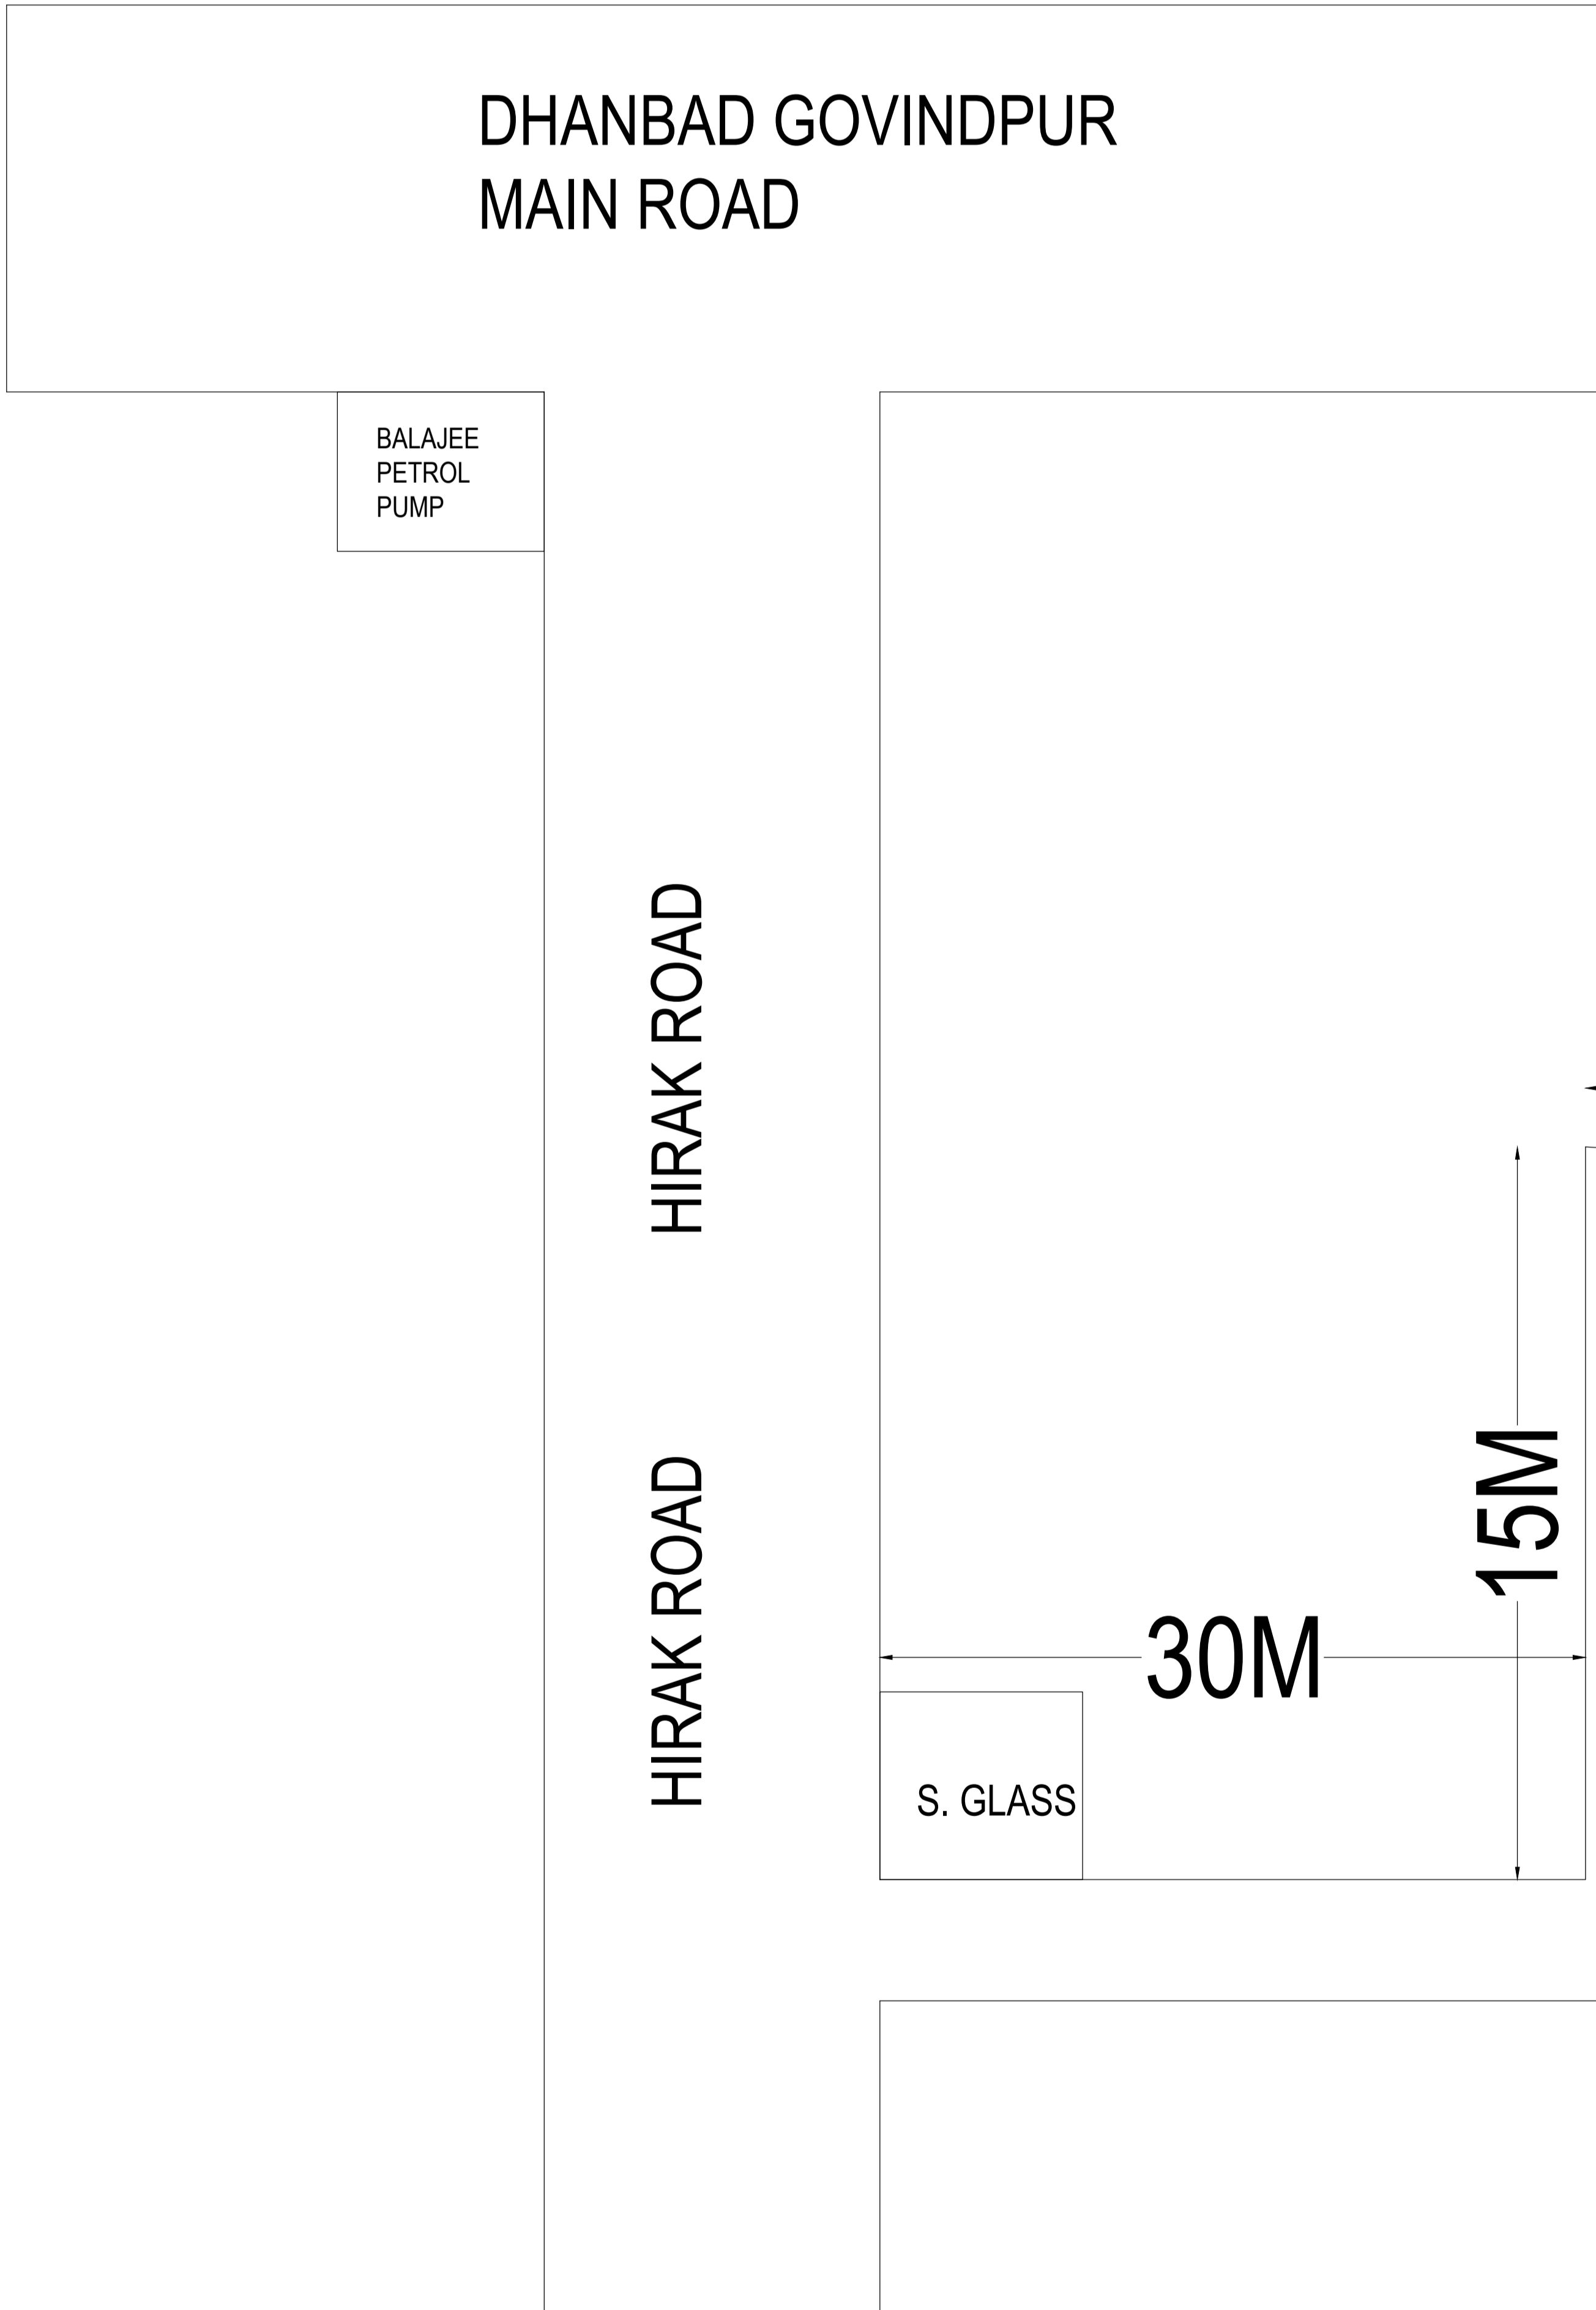 DHANBAD GOVINDPUR
MAIN ROAD
BALAJEE
PETROL
PUMP
HIRAK ROAD
HIRAK ROAD
15M
30M
S. GLASS